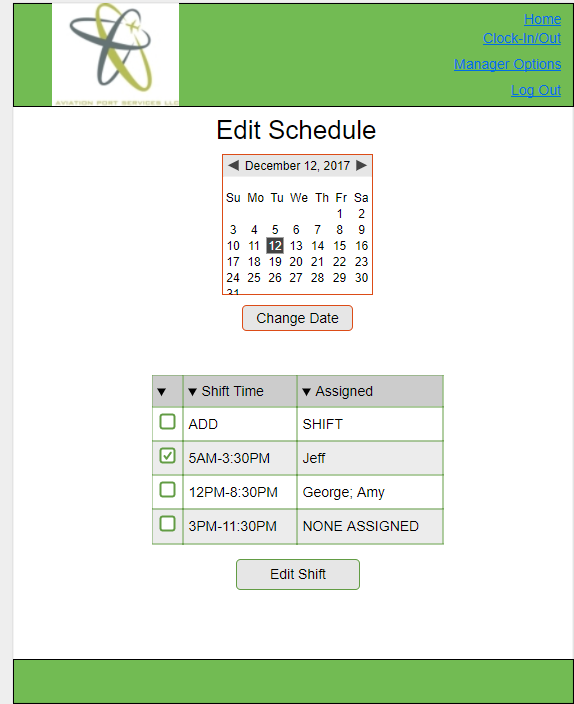 Home
Clock-In/Out
Manager Options
Log Out
AVIATION PORT SERVICES LLC
Edit Schedule
December 12, 2017
Su Mo Tu We Th Fr Sa
1 2
3 4 5 6 7 8 9
10 11 12 13 14 15 16
17 18 19 20 21 22 23
24 25 26 27 28 29 30
31
Change Date
Shift Time Assigned
ADD SHIFT
5AM-3:30PM Jeff
12PM-8:30PM George; Amy
3PM-11:30PM NONE ASSIGNED
Edit Shift